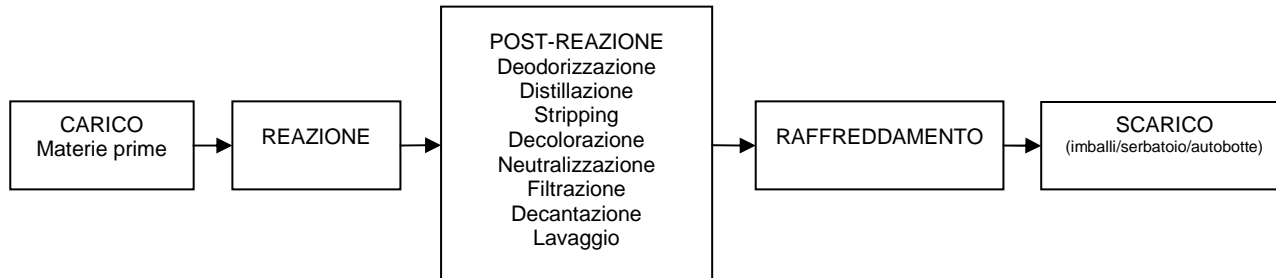 CARICO
Materie prime
REAZIONE
POST-REAZIONE
Deodorizzazione
Distillazione
Stripping
Decolorazione
Neutralizzazione
Filtrazione
Decantazione
Lavaggio
RAFFREDDAMENTO
SCARICO
(imballi/serbatoio/autobotte)